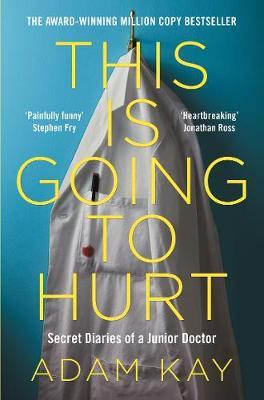 THE AWARD-WINNING MILLION COPY BESTSELLER
THIS
IS
GOING
TO
HURT
'Painfully funny'
Stephen Fry
'Heartbreaking'
Jonathan Ross
Secret Diaries of a Junior Doctor
ADAM KAY